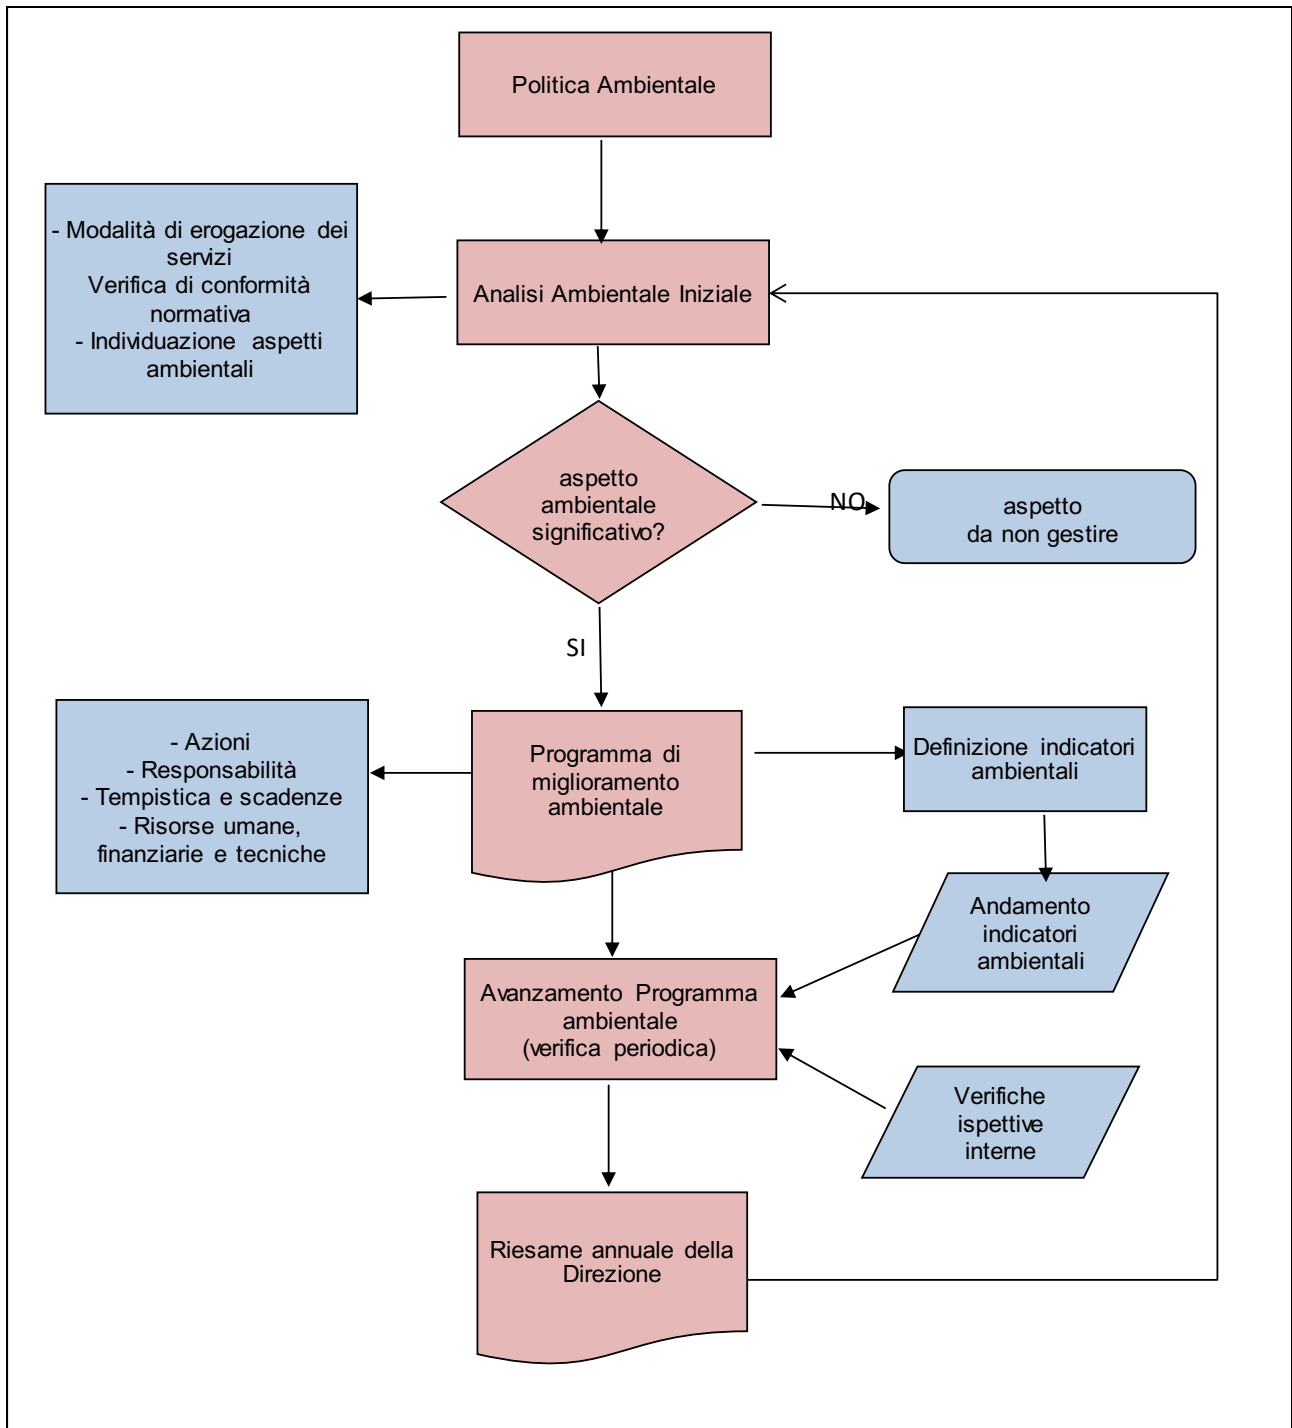 Politica Ambientale
- Modalità di erogazione dei
servizi
Verifica di conformità
normativa
- Individuazione aspetti
ambientali
Analisi Ambientale Iniziale
aspetto
ambientale
significativo?
NO
aspetto
da non gestire
SI
- Azioni
- Responsabilità
- Tempistica e scadenze
- Risorse umane,
finanziarie e tecniche
Programma di
miglioramento
ambientale
Definizione indicatori
ambientali
Andamento
indicatori
ambientali
Avanzamento Programma
ambientale
(verifica periodica)
Verifiche
ispettive
interne
Riesame annuale della
Direzione